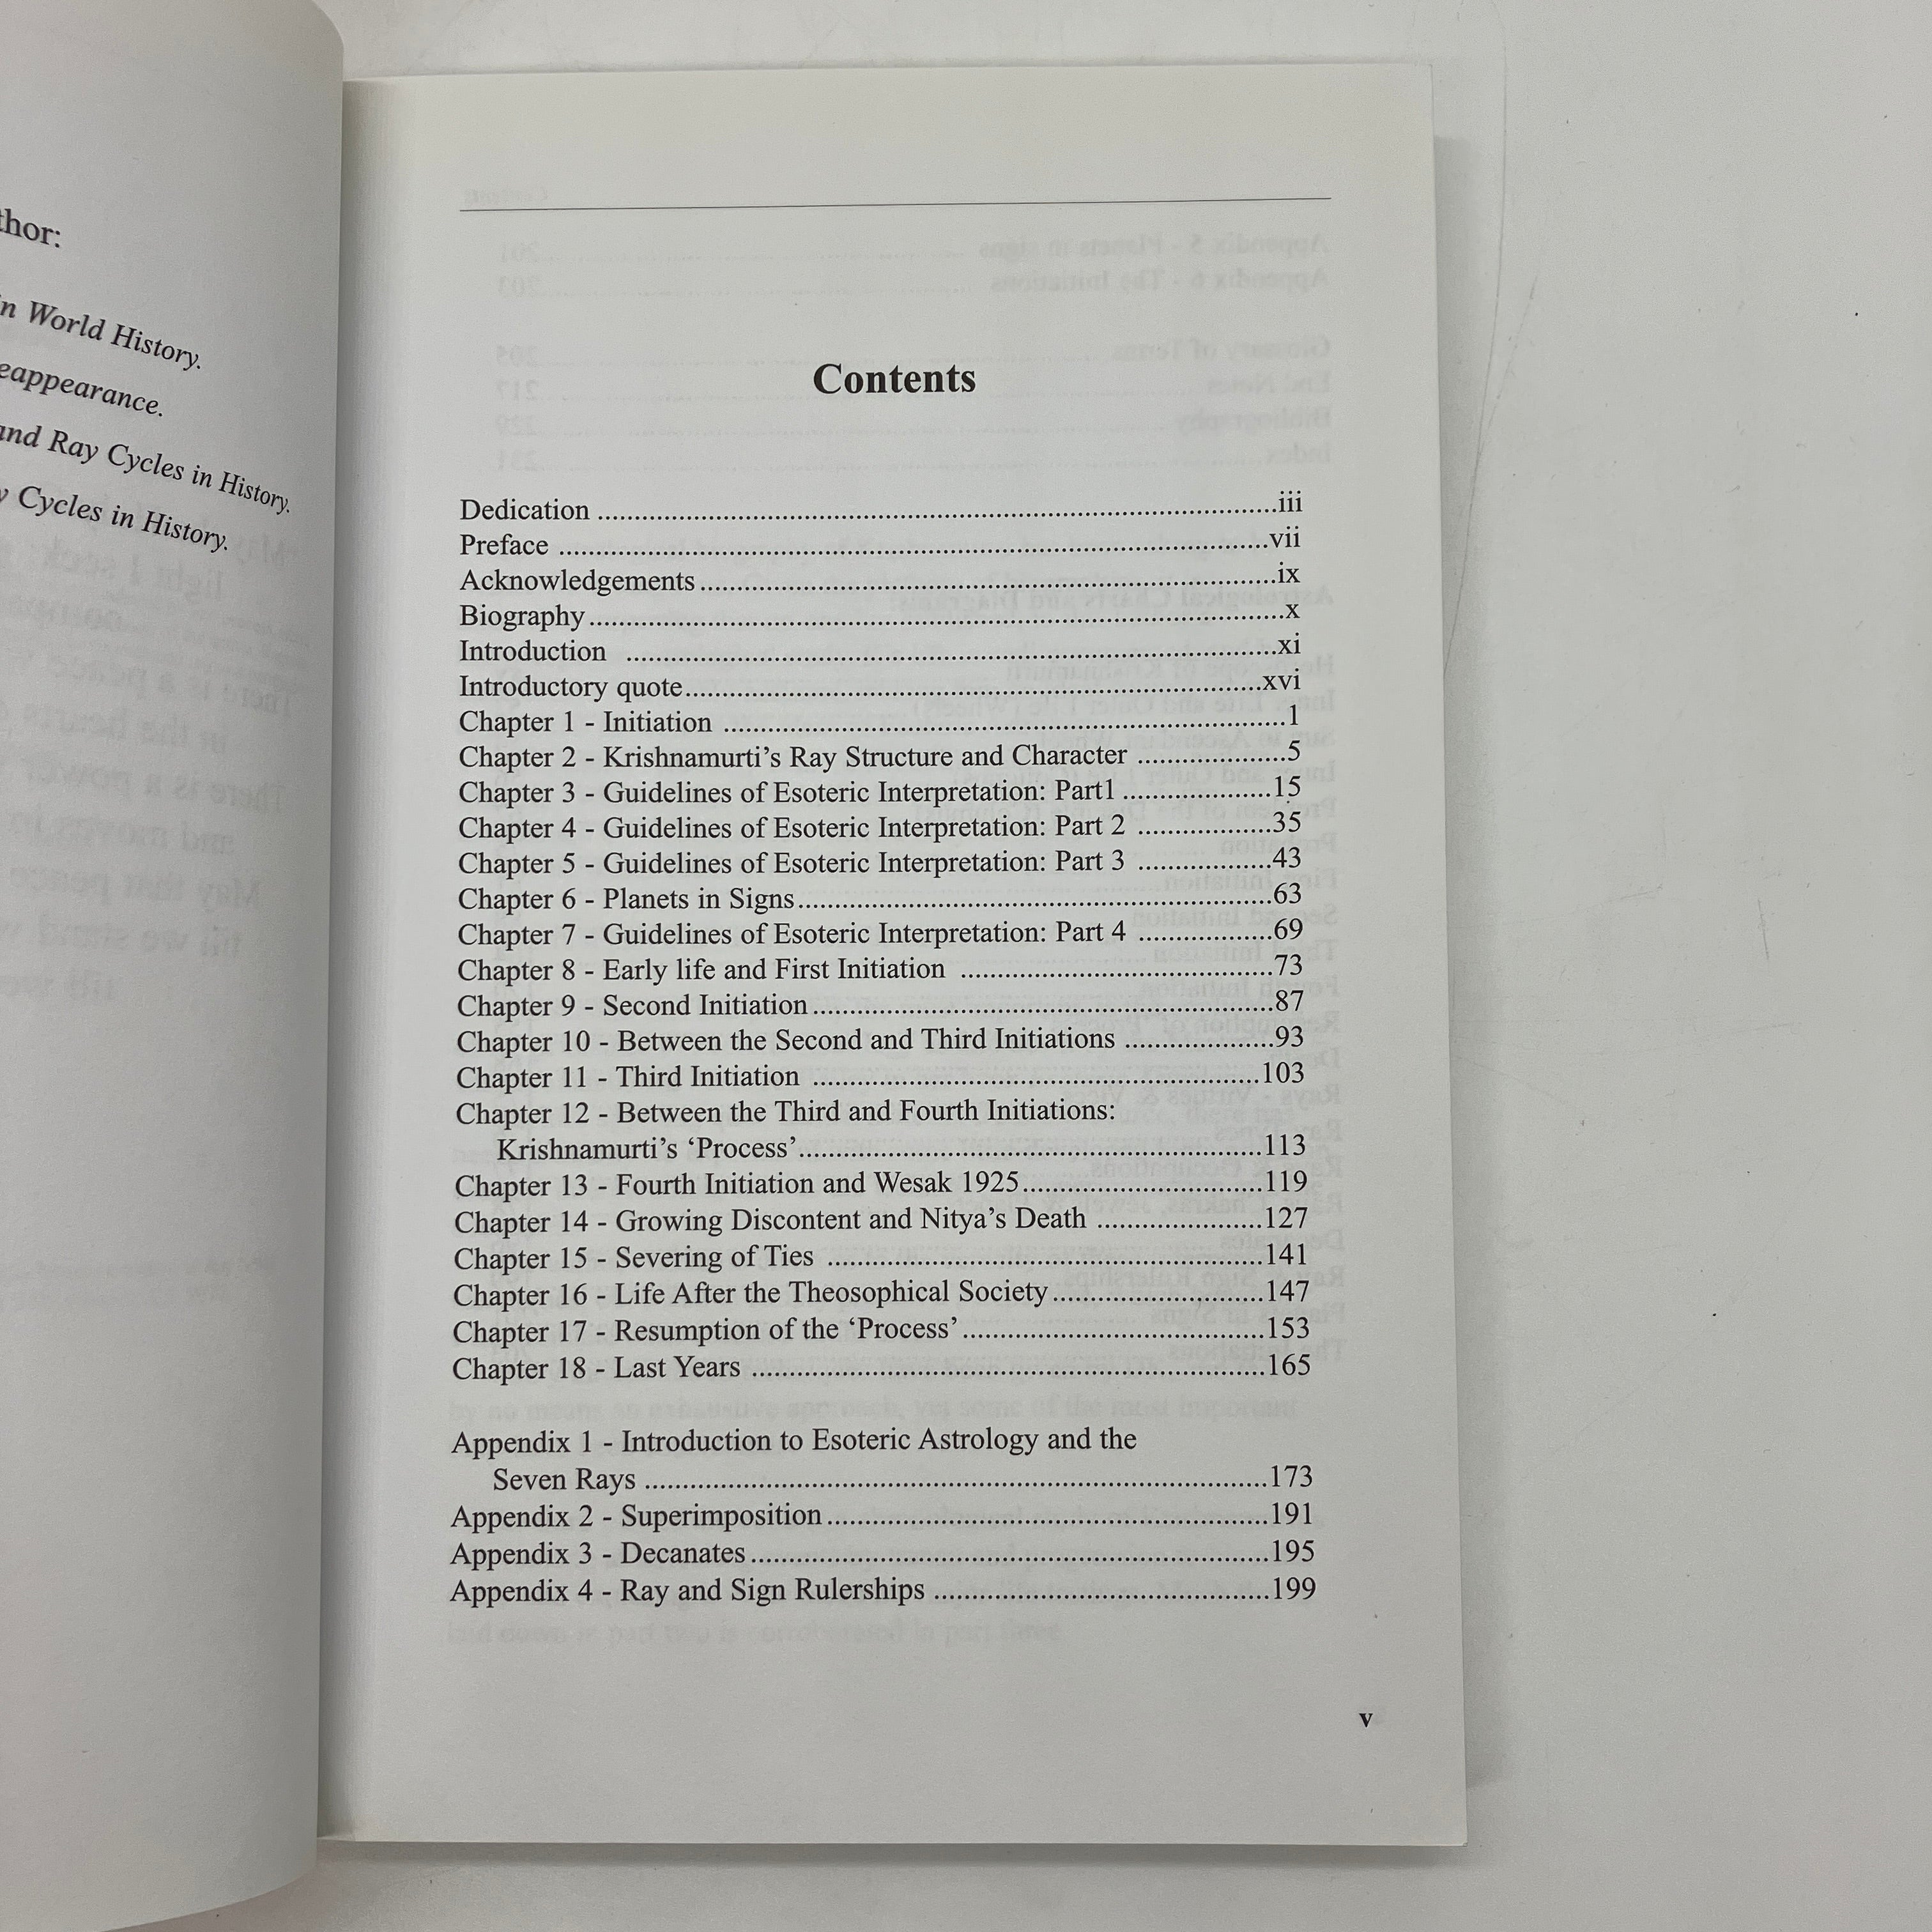 thor:
in World History.
eappearance.
and Ray Cycles in History.
y Cycles in History.
Contents
Dedication ..........iii
Preface ..........vii
Acknowledgements..........ix
Biography..........x
Introduction ..........xi
Introductory quote..........xvi
Chapter 1 - Initiation ..........1
Chapter 2 - Krishnamurti's Ray Structure and Character ..........5
Chapter 3 - Guidelines of Esoteric Interpretation: Part1 ..........15
Chapter 4 - Guidelines of Esoteric Interpretation: Part 2 ..........35
Chapter 5 - Guidelines of Esoteric Interpretation: Part 3 ..........43
Chapter 6 - Planets in Signs..........63
Chapter 7 - Guidelines of Esoteric Interpretation: Part 4 ..........69
Chapter 8 - Early life and First Initiation ..........73
Chapter 9 - Second Initiation..........87
Chapter 10 - Between the Second and Third Initiations ..........93
Chapter 11 - Third Initiation ..........103
Chapter 12 - Between the Third and Fourth Initiations:
Krishnamurti's ‘Process’..........113
Chapter 13 - Fourth Initiation and Wesak 1925..........119
Chapter 14 - Growing Discontent and Nitya's Death ..........127
Chapter 15 - Severing of Ties ..........141
Chapter 16 - Life After the Theosophical Society..........147
Chapter 17 - Resumption of the ‘Process’..........153
Chapter 18 - Last Years ..........165
Appendix 1 - Introduction to Esoteric Astrology and the
Seven Rays ..........173
Appendix 2 - Superimposition..........191
Appendix 3 - Decanates..........195
Appendix 4 - Ray and Sign Rulerships ..........199
v